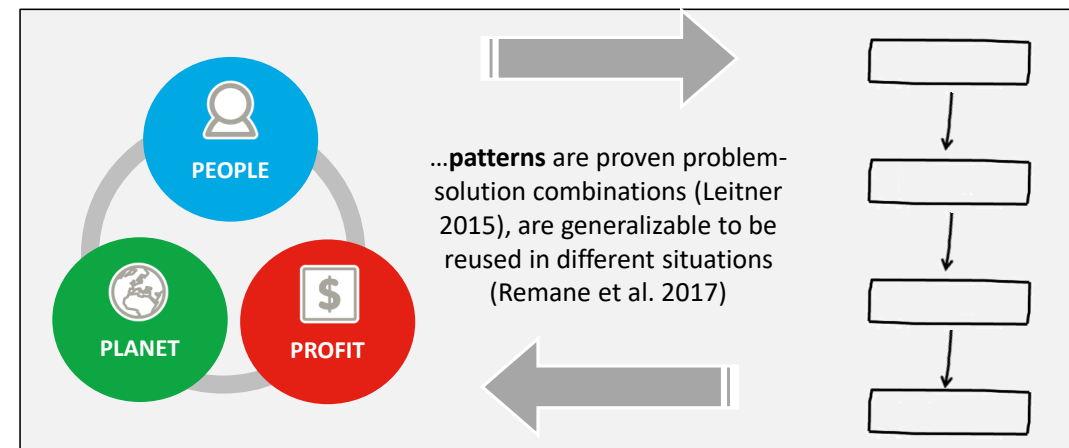 PEOPLE
PLANET
$
PROFIT
…patterns are proven problem-
solution combinations (Leitner
2015), are generalizable to be
reused in different situations
(Remane et al. 2017)